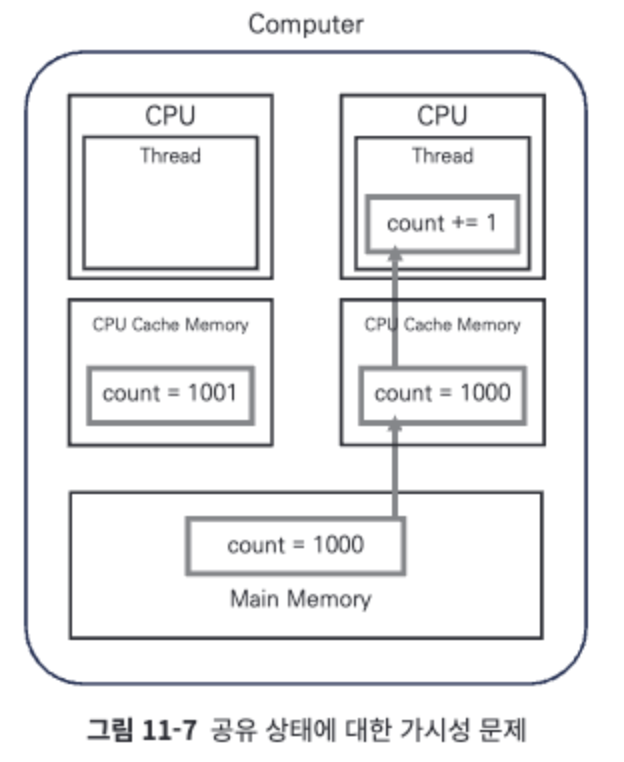 Computer
CPU
Thread
CPU Cache Memory
count = 1001
CPU
Thread
count += 1
CPU Cache Memory
count = 1000
count = 1000
Main Memory
그림 11-7 공유 상태에 대한 가시성 문제